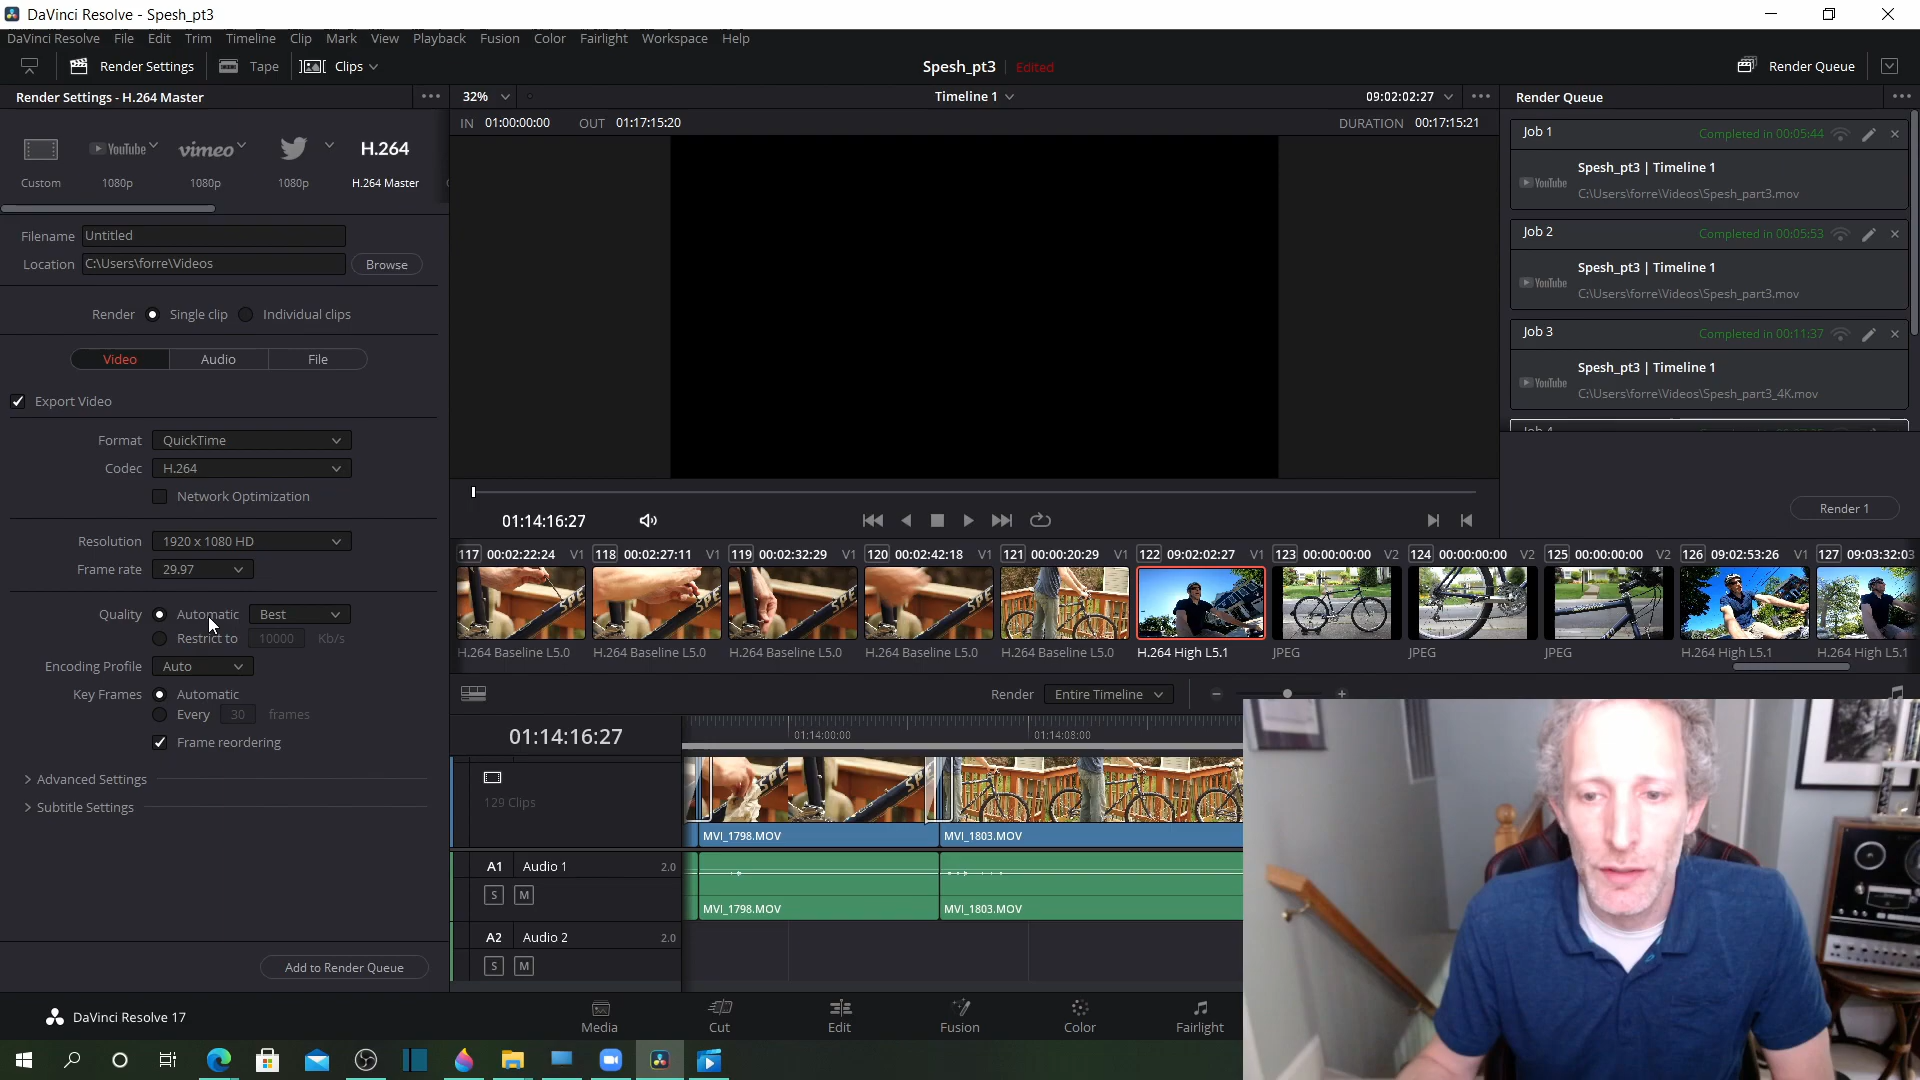 DaVinci Resolve - Spesh_pt3
DaVinci Resolve File Edit Trim Timeline Clip Mark View Playback Fusion Color Fairlight Workspace Help
Render Settings Tape Clips Spesh_pt3 Edited Render Queue
Render Settings - H.264 Master
32% Timeline 1 09:02:02:27
Render Queue
IN 01:00:00:00 OUT 01:17:15:20 DURATION 00:17:15:21
YouTube vimeo H.264
Custom 1080p 1080p 1080p H.264 Master
Filename Untitled
Location C:\Users\forre\Videos Browse
Render Single clip Individual clips
Video Audio File
Export Video
Format QuickTime
Codec H.264
Network Optimization
Resolution 1920 x 1080 HD
Frame rate 29.97
Quality Automatic Best
Restrict to 10000 Kb/s
Encoding Profile Auto
Key Frames Automatic
Every 30 frames
Frame reordering
Advanced Settings
Subtitle Settings
Add to Render Queue
Job 1 Completed in 00:05:44
Spesh_pt3 | Timeline 1
YouTube C:\Users\forre\Videos\Spesh_part3.mov
Job 2 Completed in 00:05:53
Spesh_pt3 | Timeline 1
YouTube C:\Users\forre\Videos\Spesh_part3.mov
Job 3 Completed in 00:11:37
Spesh_pt3 | Timeline 1
YouTube C:\Users\forre\Videos\Spesh_part3_4K.mov
Job 4
Render 1
01:14:16:27
117 00:02:22:24 V1 118 00:02:27:11 V1 119 00:02:32:29 V1 120 00:02:42:18 V1 121 00:00:20:29 V1 122 09:02:02:27 V1 123 00:00:00:00 V2 124 00:00:00:00 V2 125 00:00:00:00 V2 126 09:02:53:26 V1 127 09:03:32:03
H.264 Baseline L5.0 H.264 Baseline L5.0 H.264 Baseline L5.0 H.264 Baseline L5.0 H.264 Baseline L5.0 H.264 High L5.1 JPEG JPEG JPEG H.264 High L5.1 H.264 High L5.1
Render Entire Timeline
01:14:16:27 01:14:00:00 01:14:08:00
129 Clips
MVI_1798.MOV MVI_1803.MOV
A1 Audio 1 2.0
S M
MVI_1798.MOV MVI_1803.MOV
A2 Audio 2 2.0
S M
DaVinci Resolve 17
Media Cut Edit Fusion Color Fairlight